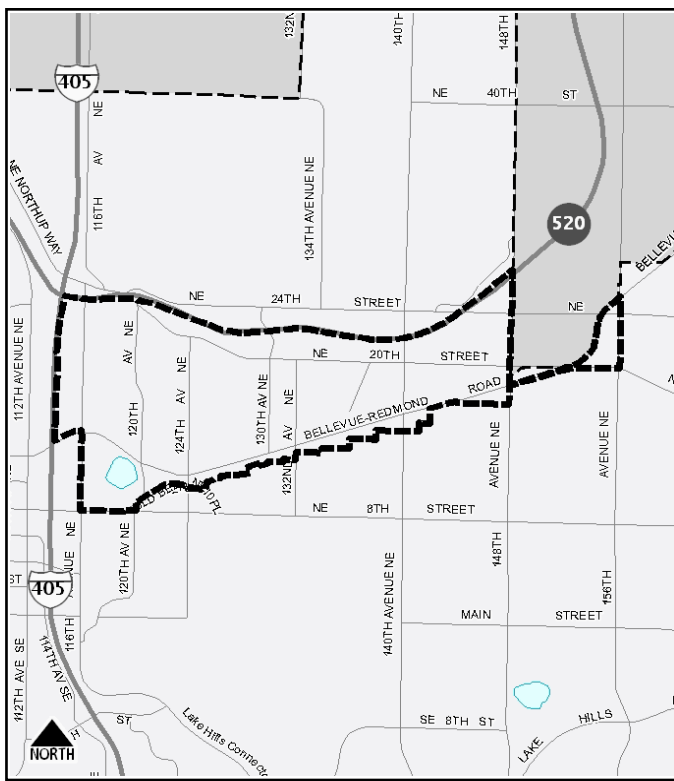 132N
140TH
148TH
405
NE
AV
116TH
NE 40TH ST
NE NORTHUP WAY
134TH AVENUE NE
520
BELLEVUE
NE 24TH STREET NE
112TH AVENUE NE
NE 20TH STREET
AV NE
120TH
124TH AV NE
130TH AV NE
132ND AV NE
BELLEVUE-REDMOND ROAD
AVENUE NE
AVENUE NE
NE 8TH STREET
148TH
156TH
ST
405
116TH
120TH AV NE
140TH AVENUE NE
MAIN STREET
112TH AVE SE
114TH AV SE
ST
Lake Hills Connecto
SE 8TH ST
LAKE HILLS
NORTH